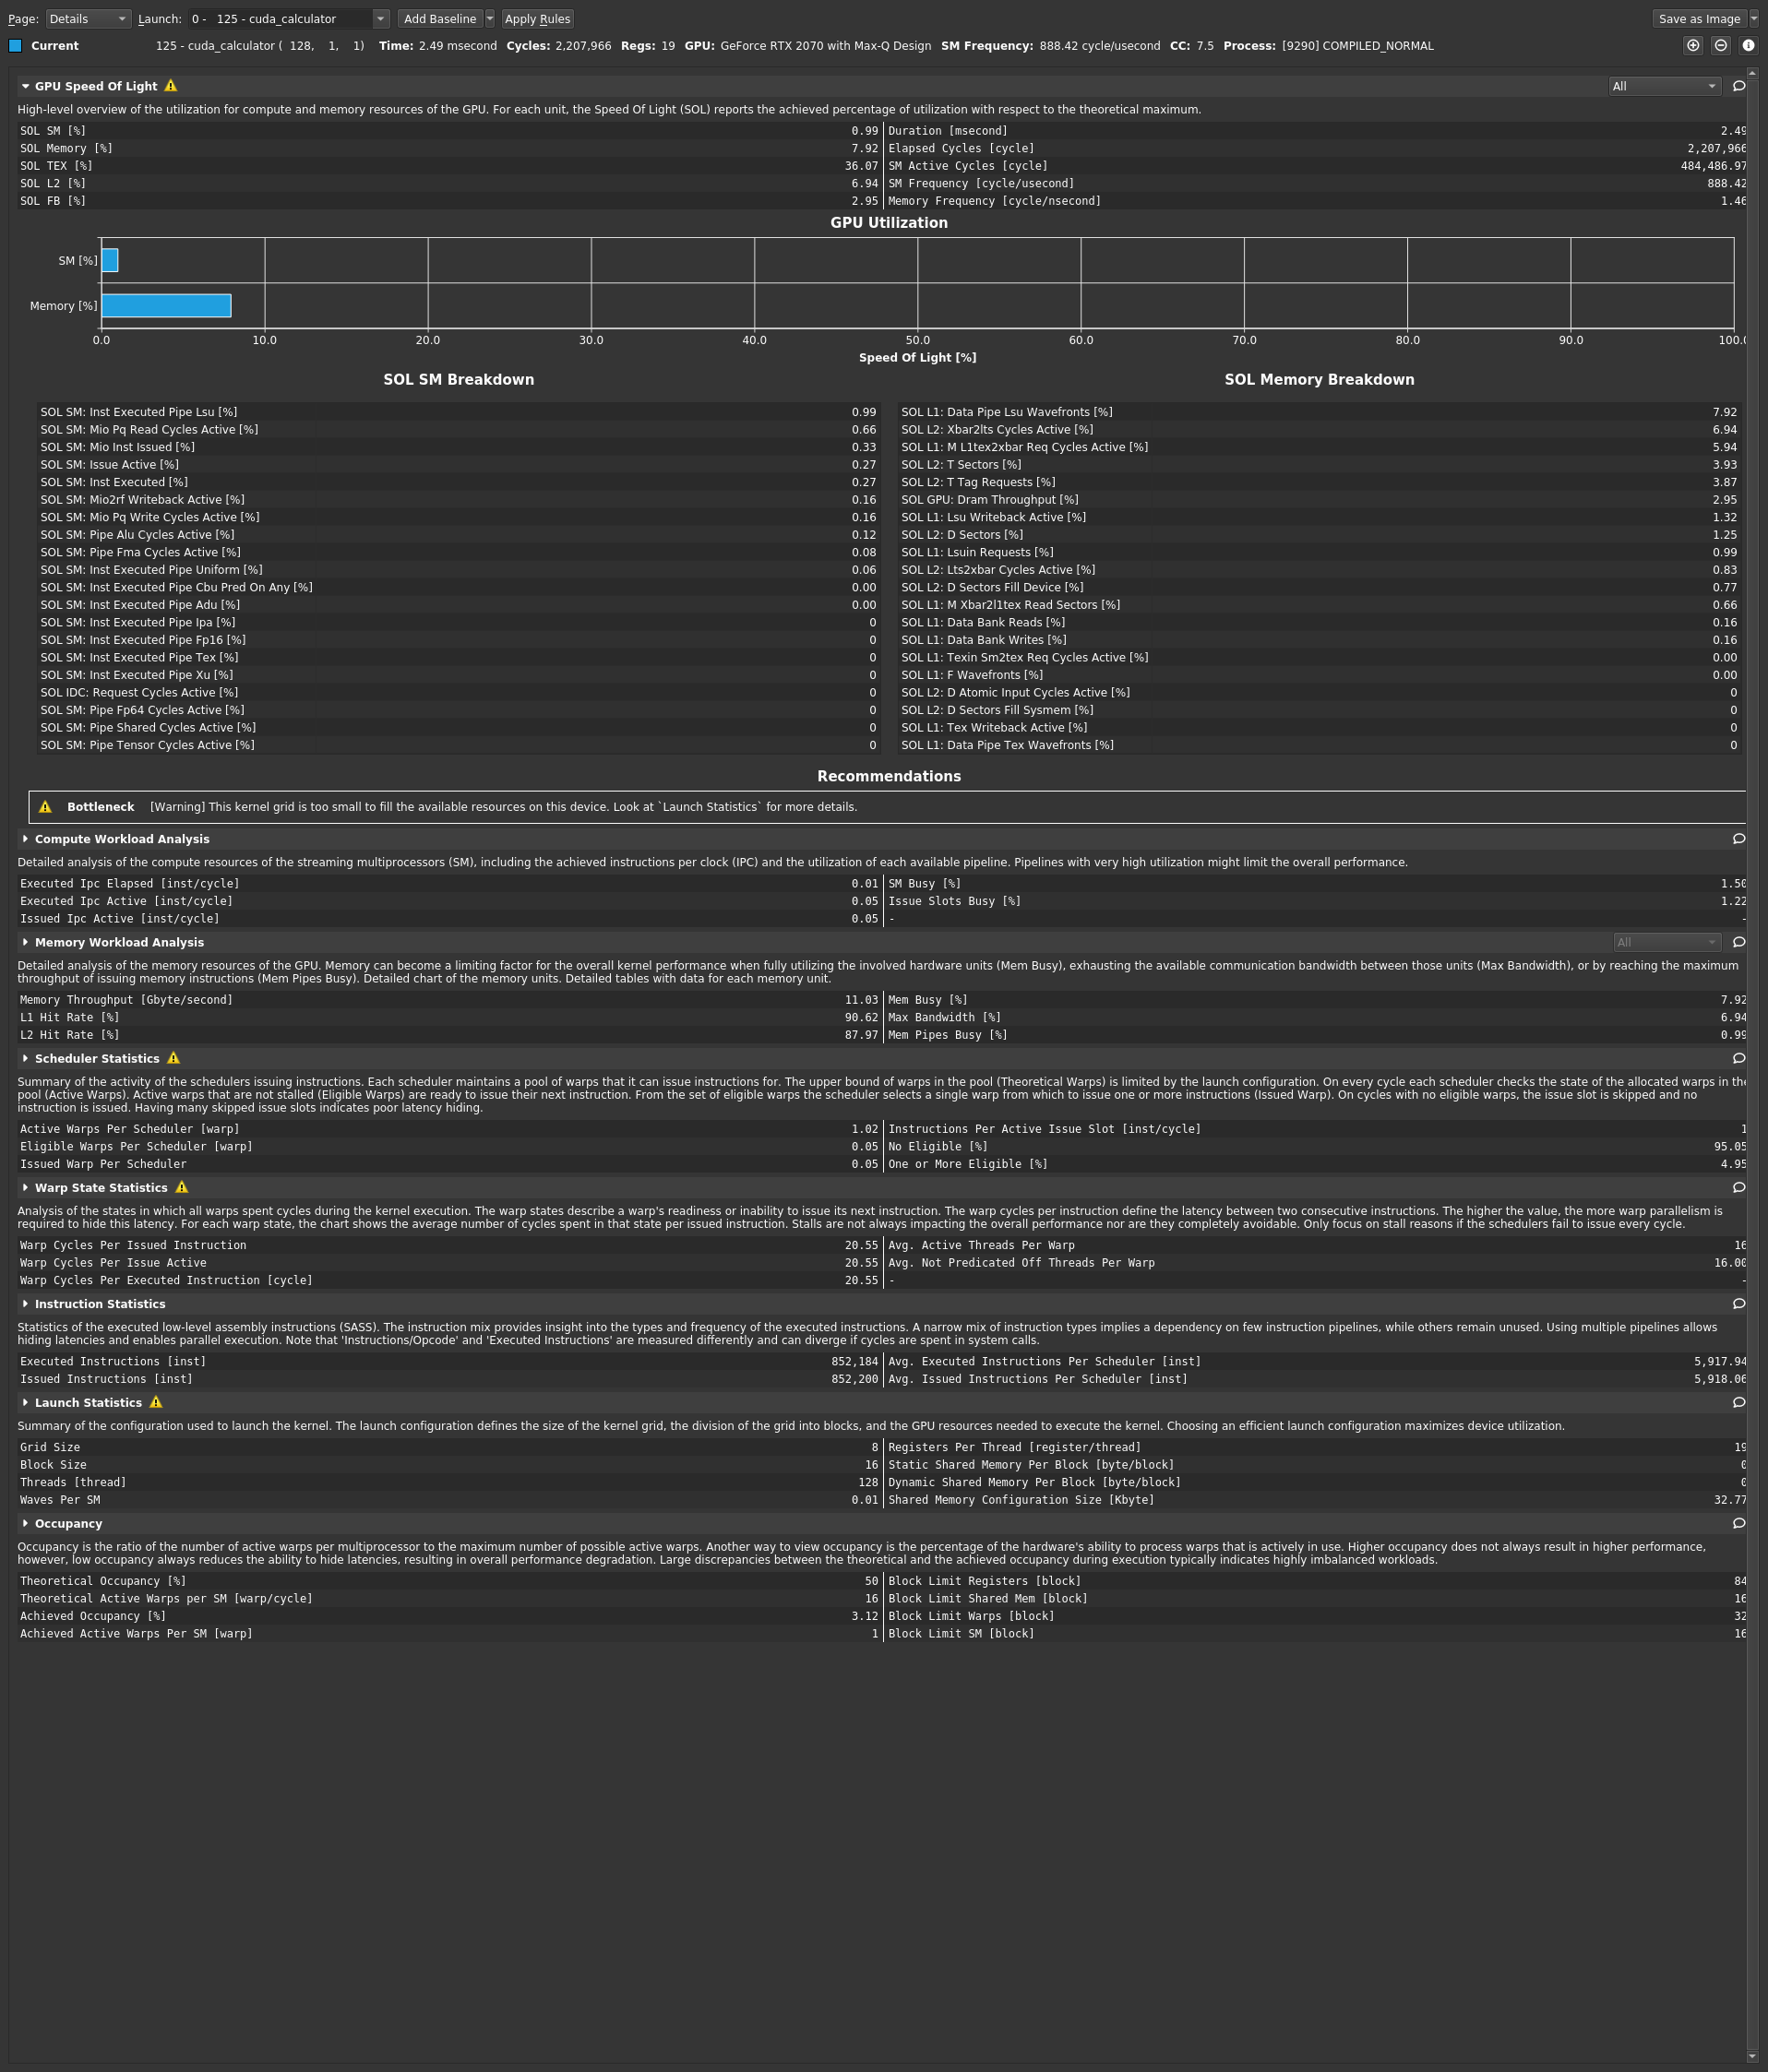 Page: Details Launch: 0 - 125 - cuda_calculator Add Baseline Apply Rules Save as Image
Current 125 - cuda_calculator ( 128, 1, 1) Time: 2.49 msecond Cycles: 2,207,966 Regs: 19 GPU: GeForce RTX 2070 with Max-Q Design SM Frequency: 888.42 cycle/usecond CC: 7.5 Process: [9290] COMPILED_NORMAL
GPU Speed Of Light All
High-level overview of the utilization for compute and memory resources of the GPU. For each unit, the Speed Of Light (SOL) reports the achieved percentage of utilization with respect to the theoretical maximum.
SOL SM [%] 0.99 Duration [msecond] 2.49
SOL Memory [%] 7.92 Elapsed Cycles [cycle] 2,207,966
SOL TEX [%] 36.07 SM Active Cycles [cycle] 484,486.97
SOL L2 [%] 6.94 SM Frequency [cycle/usecond] 888.42
SOL FB [%] 2.95 Memory Frequency [cycle/nsecond] 1.46
GPU Utilization
SM [%]
Memory [%]
0.0 10.0 20.0 30.0 40.0 50.0 60.0 70.0 80.0 90.0 100.0
Speed Of Light [%]
SOL SM Breakdown SOL Memory Breakdown
SOL SM: Inst Executed Pipe Lsu [%] 0.99 SOL L1: Data Pipe Lsu Wavefronts [%] 7.92
SOL SM: Mio Pq Read Cycles Active [%] 0.66 SOL L2: Xbar2lts Cycles Active [%] 6.94
SOL SM: Mio Inst Issued [%] 0.33 SOL L1: M L1tex2xbar Req Cycles Active [%] 5.94
SOL SM: Issue Active [%] 0.27 SOL L2: T Sectors [%] 3.93
SOL SM: Inst Executed [%] 0.27 SOL L2: T Tag Requests [%] 3.87
SOL SM: Mio2rf Writeback Active [%] 0.16 SOL GPU: Dram Throughput [%] 2.95
SOL SM: Mio Pq Write Cycles Active [%] 0.16 SOL L1: Lsu Writeback Active [%] 1.32
SOL SM: Pipe Alu Cycles Active [%] 0.12 SOL L2: D Sectors [%] 1.25
SOL SM: Pipe Fma Cycles Active [%] 0.08 SOL L1: Lsuin Requests [%] 0.99
SOL SM: Inst Executed Pipe Uniform [%] 0.06 SOL L2: Lts2xbar Cycles Active [%] 0.83
SOL SM: Inst Executed Pipe Cbu Pred On Any [%] 0.00 SOL L2: D Sectors Fill Device [%] 0.77
SOL SM: Inst Executed Pipe Adu [%] 0.00 SOL L1: M Xbar2l1tex Read Sectors [%] 0.66
SOL SM: Inst Executed Pipe Ipa [%] 0 SOL L1: Data Bank Reads [%] 0.16
SOL SM: Inst Executed Pipe Fp16 [%] 0 SOL L1: Data Bank Writes [%] 0.16
SOL SM: Inst Executed Pipe Tex [%] 0 SOL L1: Texin Sm2tex Req Cycles Active [%] 0.00
SOL SM: Inst Executed Pipe Xu [%] 0 SOL L1: F Wavefronts [%] 0.00
SOL IDC: Request Cycles Active [%] 0 SOL L2: D Atomic Input Cycles Active [%] 0
SOL SM: Pipe Fp64 Cycles Active [%] 0 SOL L2: D Sectors Fill Sysmem [%] 0
SOL SM: Pipe Shared Cycles Active [%] 0 SOL L1: Tex Writeback Active [%] 0
SOL SM: Pipe Tensor Cycles Active [%] 0 SOL L1: Data Pipe Tex Wavefronts [%] 0
Recommendations
Bottleneck [Warning] This kernel grid is too small to fill the available resources on this device. Look at `Launch Statistics` for more details.
Compute Workload Analysis
Detailed analysis of the compute resources of the streaming multiprocessors (SM), including the achieved instructions per clock (IPC) and the utilization of each available pipeline. Pipelines with very high utilization might limit the overall performance.
Executed Ipc Elapsed [inst/cycle] 0.01 SM Busy [%] 1.50
Executed Ipc Active [inst/cycle] 0.05 Issue Slots Busy [%] 1.22
Issued Ipc Active [inst/cycle] 0.05 - -
Memory Workload Analysis All
Detailed analysis of the memory resources of the GPU. Memory can become a limiting factor for the overall kernel performance when fully utilizing the involved hardware units (Mem Busy), exhausting the available communication bandwidth between those units (Max Bandwidth), or by reaching the maximum
throughput of issuing memory instructions (Mem Pipes Busy). Detailed chart of the memory units. Detailed tables with data for each memory unit.
Memory Throughput [Gbyte/second] 11.03 Mem Busy [%] 7.92
L1 Hit Rate [%] 90.62 Max Bandwidth [%] 6.94
L2 Hit Rate [%] 87.97 Mem Pipes Busy [%] 0.99
Scheduler Statistics
Summary of the activity of the schedulers issuing instructions. Each scheduler maintains a pool of warps that it can issue instructions for. The upper bound of warps in the pool (Theoretical Warps) is limited by the launch configuration. On every cycle each scheduler checks the state of the allocated warps in the
pool (Active Warps). Active warps that are not stalled (Eligible Warps) are ready to issue their next instruction. From the set of eligible warps the scheduler selects a single warp from which to issue one or more instructions (Issued Warp). On cycles with no eligible warps, the issue slot is skipped and no
instruction is issued. Having many skipped issue slots indicates poor latency hiding.
Active Warps Per Scheduler [warp] 1.02 Instructions Per Active Issue Slot [inst/cycle] 1
Eligible Warps Per Scheduler [warp] 0.05 No Eligible [%] 95.05
Issued Warp Per Scheduler 0.05 One or More Eligible [%] 4.95
Warp State Statistics
Analysis of the states in which all warps spent cycles during the kernel execution. The warp states describe a warp's readiness or inability to issue its next instruction. The warp cycles per instruction define the latency between two consecutive instructions. The higher the value, the more warp parallelism is
required to hide this latency. For each warp state, the chart shows the average number of cycles spent in that state per issued instruction. Stalls are not always impacting the overall performance nor are they completely avoidable. Only focus on stall reasons if the schedulers fail to issue every cycle.
Warp Cycles Per Issued Instruction 20.55 Avg. Active Threads Per Warp 16
Warp Cycles Per Issue Active 20.55 Avg. Not Predicated Off Threads Per Warp 16.00
Warp Cycles Per Executed Instruction [cycle] 20.55 - -
Instruction Statistics
Statistics of the executed low-level assembly instructions (SASS). The instruction mix provides insight into the types and frequency of the executed instructions. A narrow mix of instruction types implies a dependency on few instruction pipelines, while others remain unused. Using multiple pipelines allows
hiding latencies and enables parallel execution. Note that 'Instructions/Opcode' and 'Executed Instructions' are measured differently and can diverge if cycles are spent in system calls.
Executed Instructions [inst] 852,184 Avg. Executed Instructions Per Scheduler [inst] 5,917.94
Issued Instructions [inst] 852,200 Avg. Issued Instructions Per Scheduler [inst] 5,918.06
Launch Statistics
Summary of the configuration used to launch the kernel. The launch configuration defines the size of the kernel grid, the division of the grid into blocks, and the GPU resources needed to execute the kernel. Choosing an efficient launch configuration maximizes device utilization.
Grid Size 8 Registers Per Thread [register/thread] 19
Block Size 16 Static Shared Memory Per Block [byte/block] 0
Threads [thread] 128 Dynamic Shared Memory Per Block [byte/block] 0
Waves Per SM 0.01 Shared Memory Configuration Size [Kbyte] 32.77
Occupancy
Occupancy is the ratio of the number of active warps per multiprocessor to the maximum number of possible active warps. Another way to view occupancy is the percentage of the hardware's ability to process warps that is actively in use. Higher occupancy does not always result in higher performance,
however, low occupancy always reduces the ability to hide latencies, resulting in overall performance degradation. Large discrepancies between the theoretical and the achieved occupancy during execution typically indicates highly imbalanced workloads.
Theoretical Occupancy [%] 50 Block Limit Registers [block] 84
Theoretical Active Warps per SM [warp/cycle] 16 Block Limit Shared Mem [block] 16
Achieved Occupancy [%] 3.12 Block Limit Warps [block] 32
Achieved Active Warps Per SM [warp] 1 Block Limit SM [block] 16